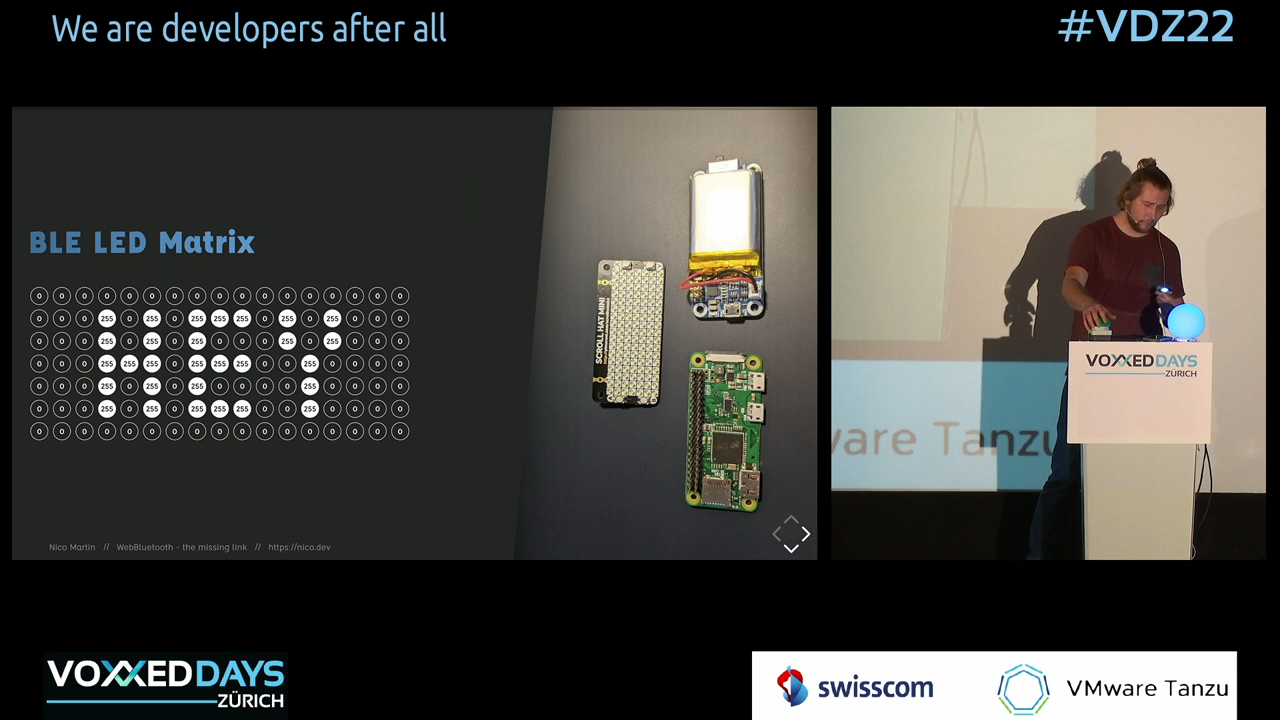 We are developers after all
#VDZ22
BLE LED Matrix
0 0 0 0 0 0 0 0 0 0 0 0 0 0 0 0 0
0 0 0 255 0 255 0 255 255 255 0 255 0 255 0 0 0
0 0 0 255 0 255 0 255 0 0 0 255 0 255 0 0 0
0 0 0 255 255 255 0 255 255 255 0 0 255 0 0 0 0
0 0 0 255 0 255 0 255 0 0 0 0 255 0 0 0 0
0 0 0 255 0 255 0 255 255 255 0 0 255 0 0 0 0
0 0 0 0 0 0 0 0 0 0 0 0 0 0 0 0 0
SCROLL HAT MINI
Nico Martin // WebBluetooth - the missing link // https://nico.dev
VOXXED DAYS
ZÜRICH
ware Tanzu
VOXXED DAYS
ZÜRICH
swisscom
VMware Tanzu